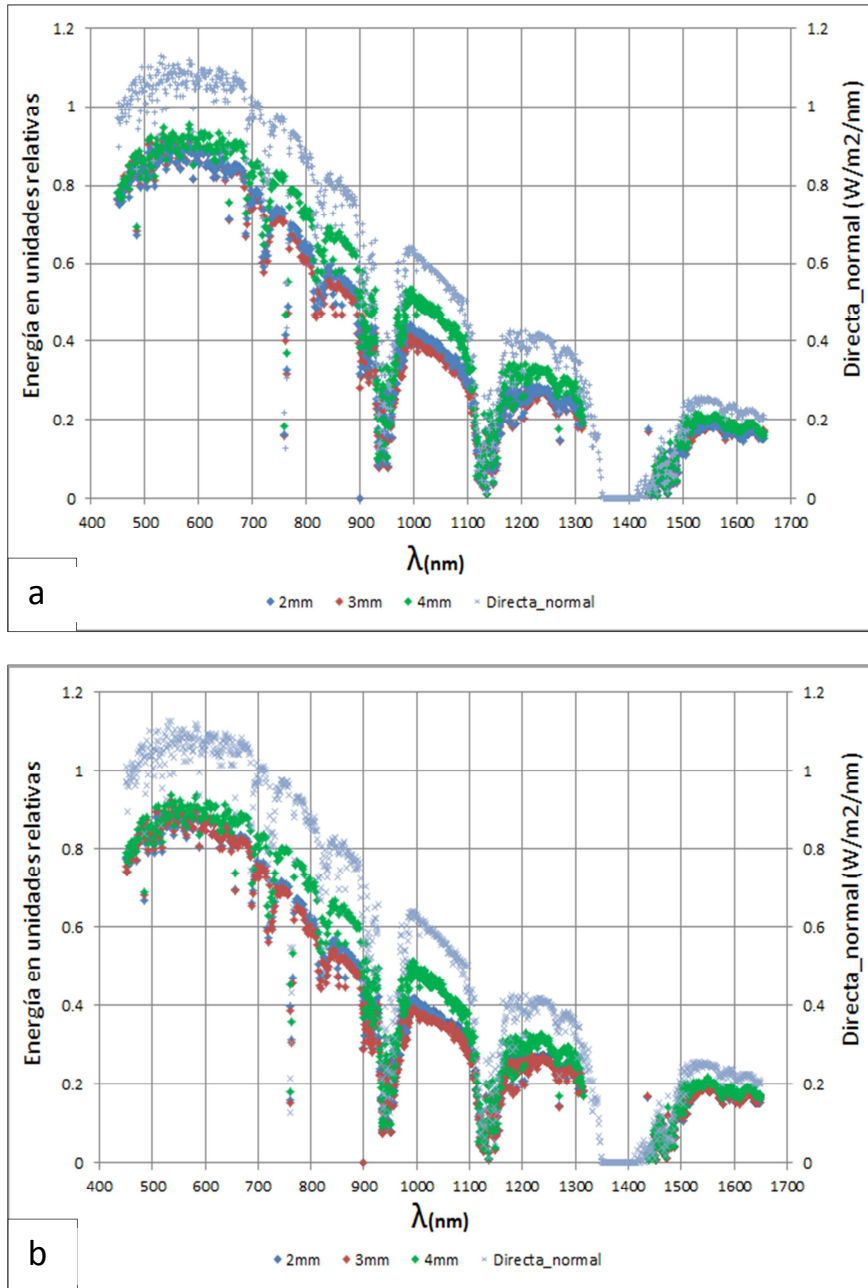 1.2
1
0.8
0.6
0.4
0.2
0
Energía en unidades relativas
1.2
1
0.8
0.6
0.4
0.2
0
Directa_normal (W/m2/nm)
400 500 600 700 800 900 1000 1100 1200 1300 1400 1500 1600 1700
λ(nm)
2mm 3mm 4mm Directa_normal
a
1.2
1
0.8
0.6
0.4
0.2
0
Energía en unidades relativas
1.2
1
0.8
0.6
0.4
0.2
0
Directa_normal (W/m2/nm)
400 500 600 700 800 900 1000 1100 1200 1300 1400 1500 1600 1700
λ(nm)
2mm 3mm 4mm Directa_normal
b